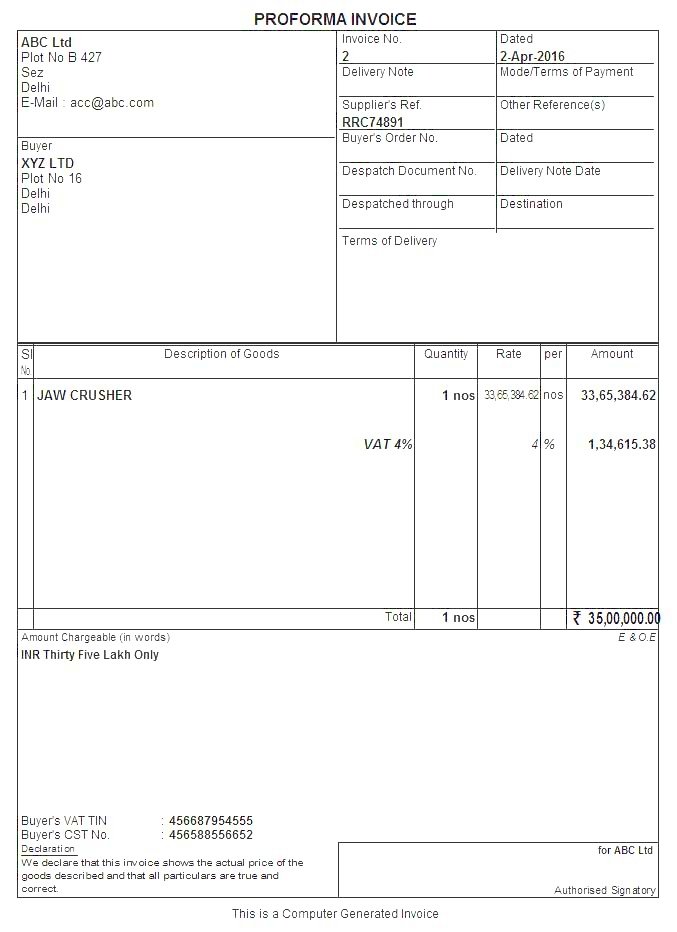 PROFORMA INVOICE
ABC Ltd
Plot No B 427
Sez
Delhi
E-Mail : acc@abc.com
Invoice No.
2
Dated
2-Apr-2016
Delivery Note
Mode/Terms of Payment
Supplier's Ref.
RRC74891
Other Reference(s)
Buyer
XYZ LTD
Plot No 16
Delhi
Delhi
Buyer's Order No.
Dated
Despatch Document No.
Delivery Note Date
Despatched through
Destination
Terms of Delivery
Sl No. Description of Goods Quantity Rate per Amount
1 JAW CRUSHER 1 nos 33,65,384.62 nos 33,65,384.62
VAT 4% 4 % 1,34,615.38
Total 1 nos ₹ 35,00,000.00
Amount Chargeable (in words) E. & O.E
INR Thirty Five Lakh Only
Buyer's VAT TIN : 456687954555
Buyer's CST No. : 456588556652
Declaration
We declare that this invoice shows the actual price of the
goods described and that all particulars are true and
correct.
for ABC Ltd
Authorised Signatory
This is a Computer Generated Invoice